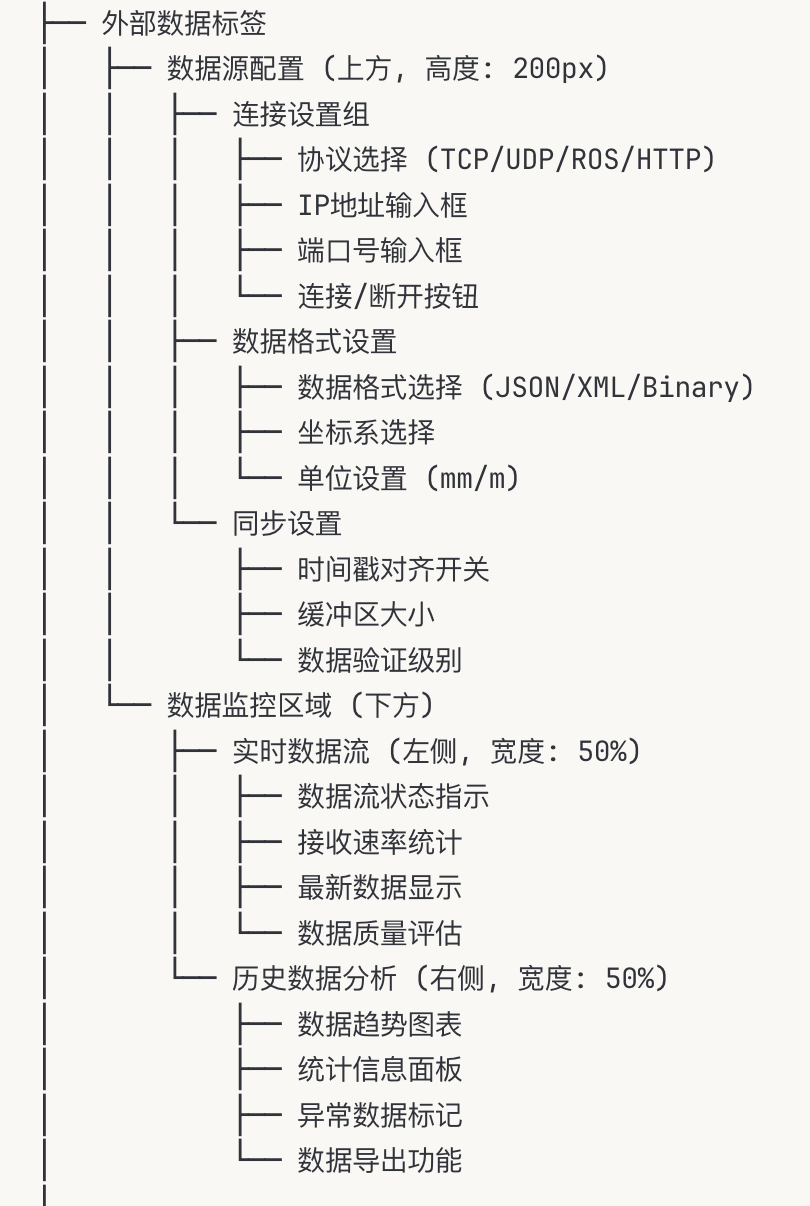 ├── 外部数据标签
│   ├── 数据源配置 (上方, 高度: 200px)
│   │   ├── 连接设置组
│   │   │   ├── 协议选择 (TCP/UDP/ROS/HTTP)
│   │   │   ├── IP地址输入框
│   │   │   ├── 端口号输入框
│   │   │   └── 连接/断开按钮
│   │   ├── 数据格式设置
│   │   │   ├── 数据格式选择 (JSON/XML/Binary)
│   │   │   ├── 坐标系选择
│   │   │   └── 单位设置 (mm/m)
│   │   └── 同步设置
│   │       ├── 时间戳对齐开关
│   │       ├── 缓冲区大小
│   │       └── 数据验证级别
│   └── 数据监控区域 (下方)
│       ├── 实时数据流 (左侧, 宽度: 50%)
│       │   ├── 数据流状态指示
│       │   ├── 接收速率统计
│       │   ├── 最新数据显示
│       │   └── 数据质量评估
│       └── 历史数据分析 (右侧, 宽度: 50%)
│           ├── 数据趋势图表
│           ├── 统计信息面板
│           ├── 异常数据标记
│           └── 数据导出功能
│